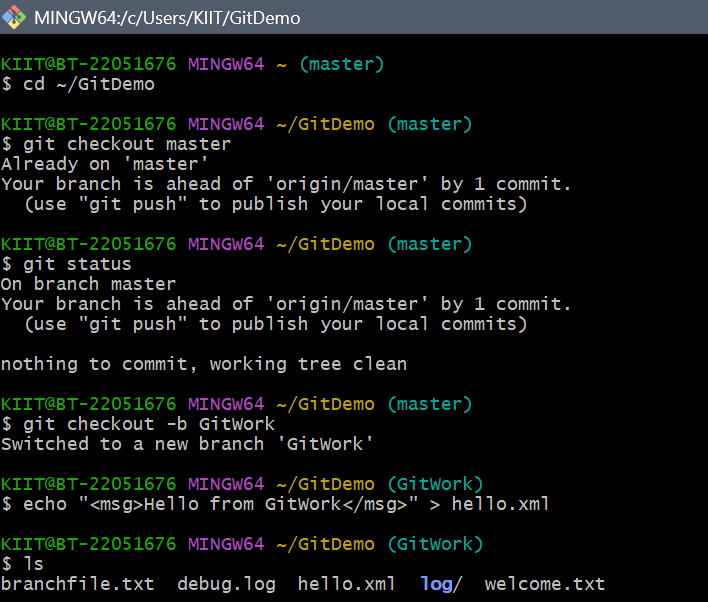 MINGW64:/c/Users/KIIT/GitDemo
KIIT@BT-22051676 MINGW64 ~ (master)
$ cd ~/GitDemo
KIIT@BT-22051676 MINGW64 ~/GitDemo (master)
$ git checkout master
Already on 'master'
Your branch is ahead of 'origin/master' by 1 commit.
  (use "git push" to publish your local commits)
KIIT@BT-22051676 MINGW64 ~/GitDemo (master)
$ git status
On branch master
Your branch is ahead of 'origin/master' by 1 commit.
  (use "git push" to publish your local commits)
nothing to commit, working tree clean
KIIT@BT-22051676 MINGW64 ~/GitDemo (master)
$ git checkout -b GitWork
Switched to a new branch 'GitWork'
KIIT@BT-22051676 MINGW64 ~/GitDemo (GitWork)
$ echo "<msg>Hello from GitWork</msg>" > hello.xml
KIIT@BT-22051676 MINGW64 ~/GitDemo (GitWork)
$ ls
branchfile.txt  debug.log  hello.xml  log/  welcome.txt